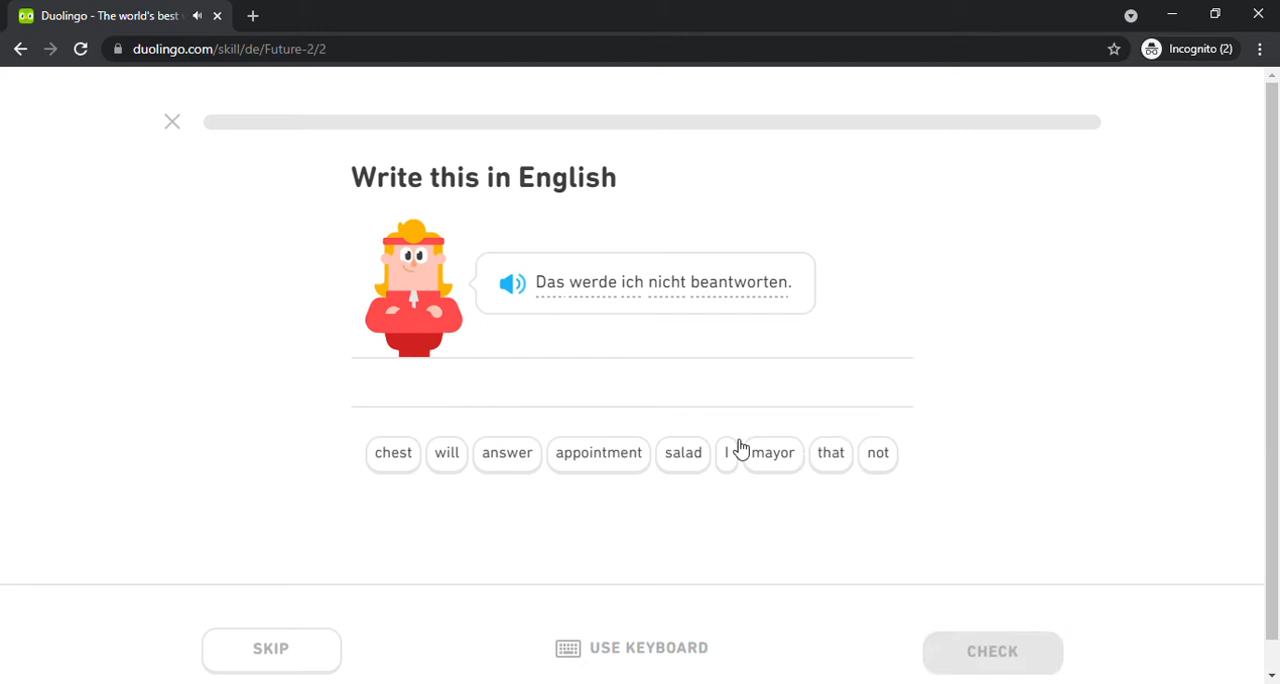 Duolingo - The world's best
duolingo.com/skill/de/Future-2/2
Incognito (2)
Write this in English
Das werde ich nicht beantworten.
chest will answer appointment salad I mayor that not
SKIP
USE KEYBOARD
CHECK